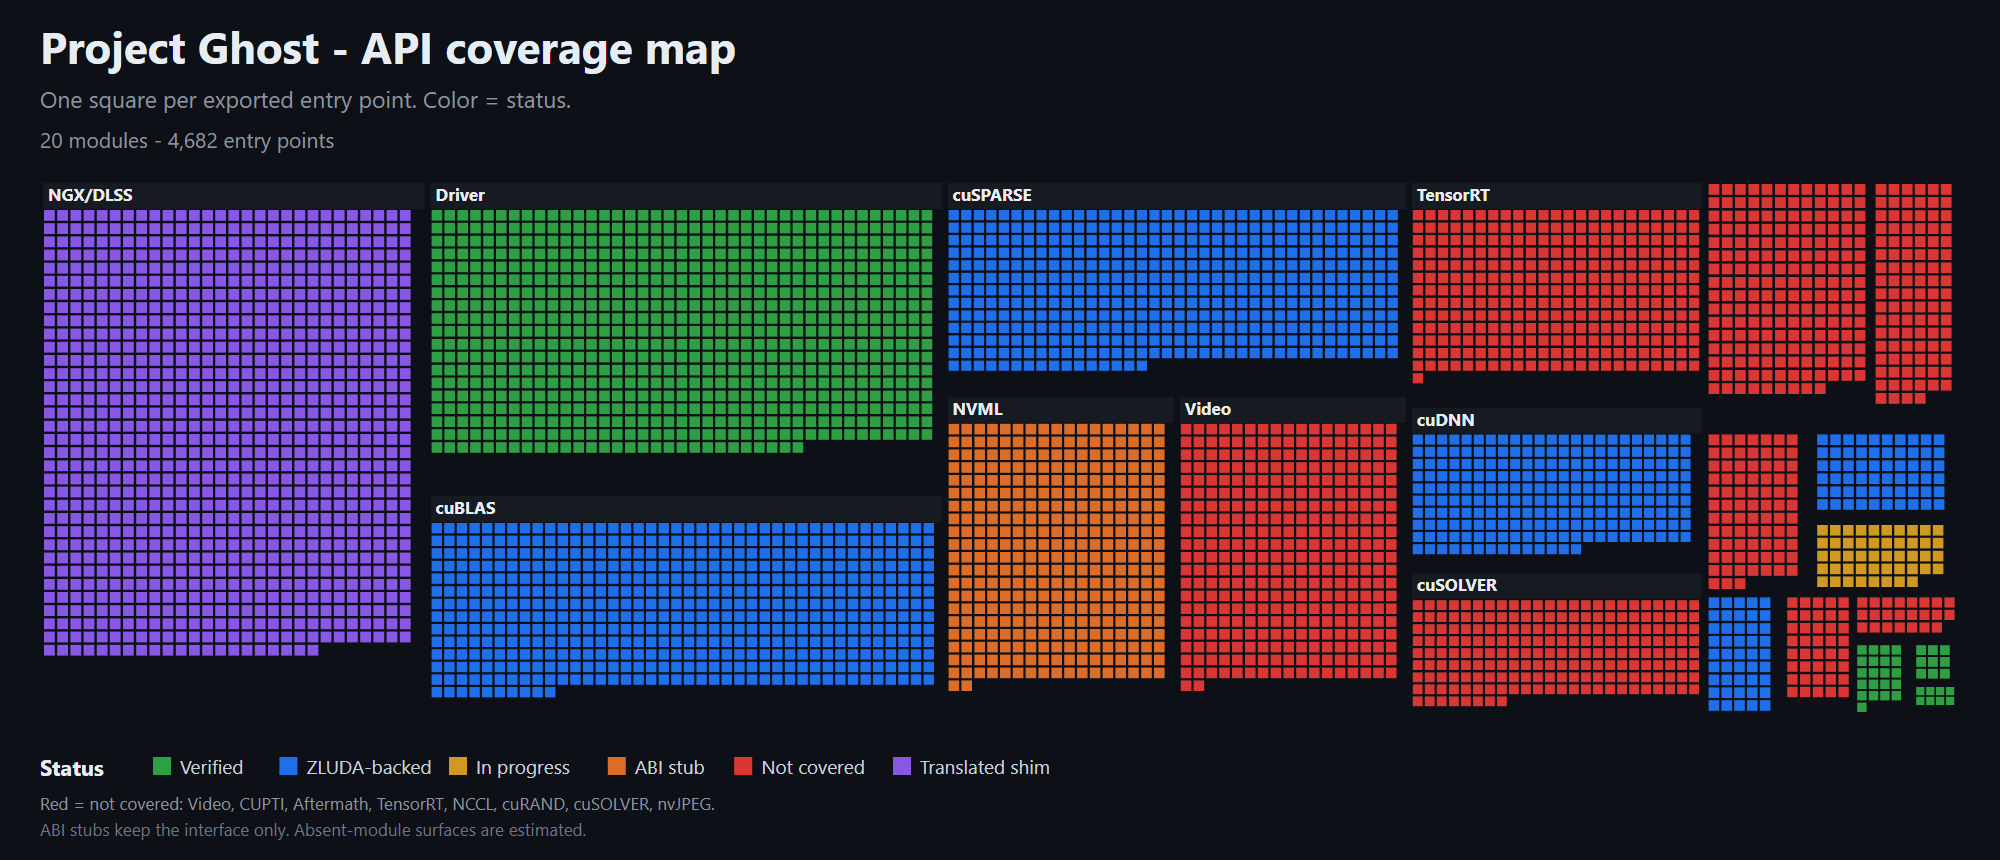 Project Ghost - API coverage map
One square per exported entry point. Color = status.
20 modules - 4,682 entry points
NGX/DLSS
Driver
cuSPARSE
TensorRT
NVML
Video
cuDNN
cuBLAS
cuSOLVER
Status
Verified
ZLUDA-backed
In progress
ABI stub
Not covered
Translated shim
Red = not covered: Video, CUPTI, Aftermath, TensorRT, NCCL, cuRAND, cuSOLVER, nvJPEG.
ABI stubs keep the interface only. Absent-module surfaces are estimated.